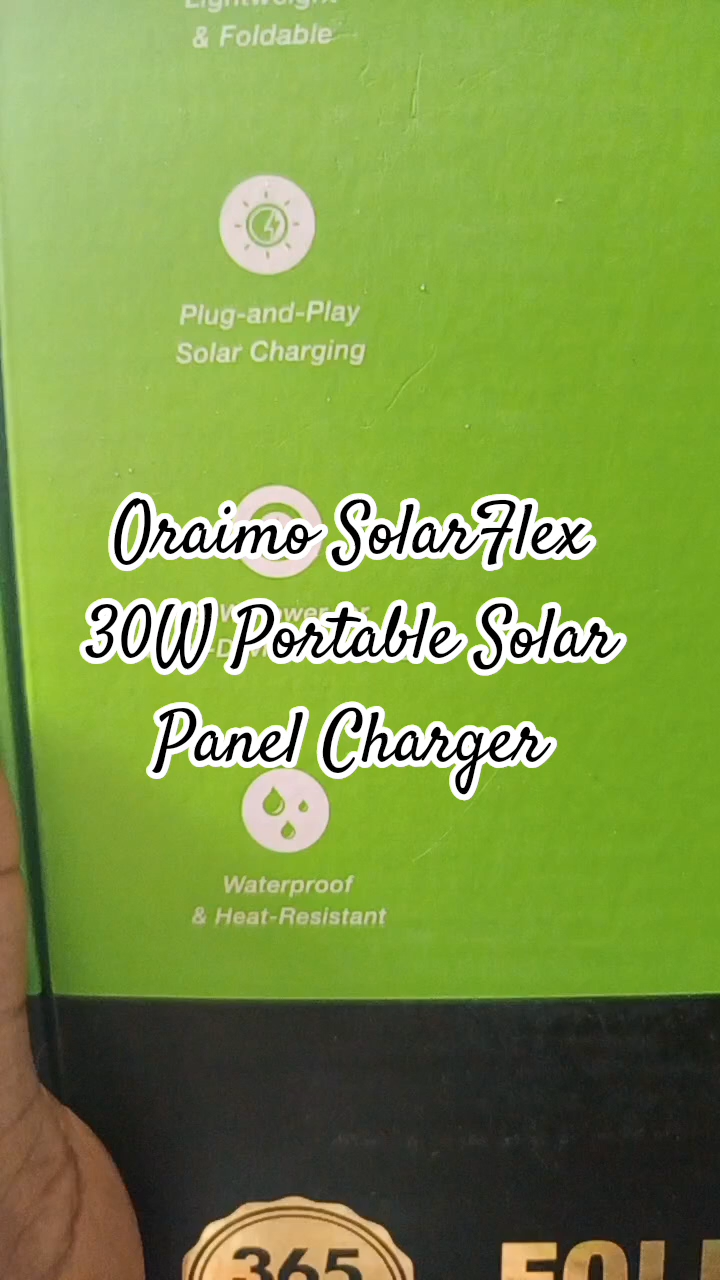 Lightweight
& Foldable
Plug-and-Play
Solar Charging
Oraimo SolarFlex
30W Portable Solar
Panel Charger
Waterproof
& Heat-Resistant
365